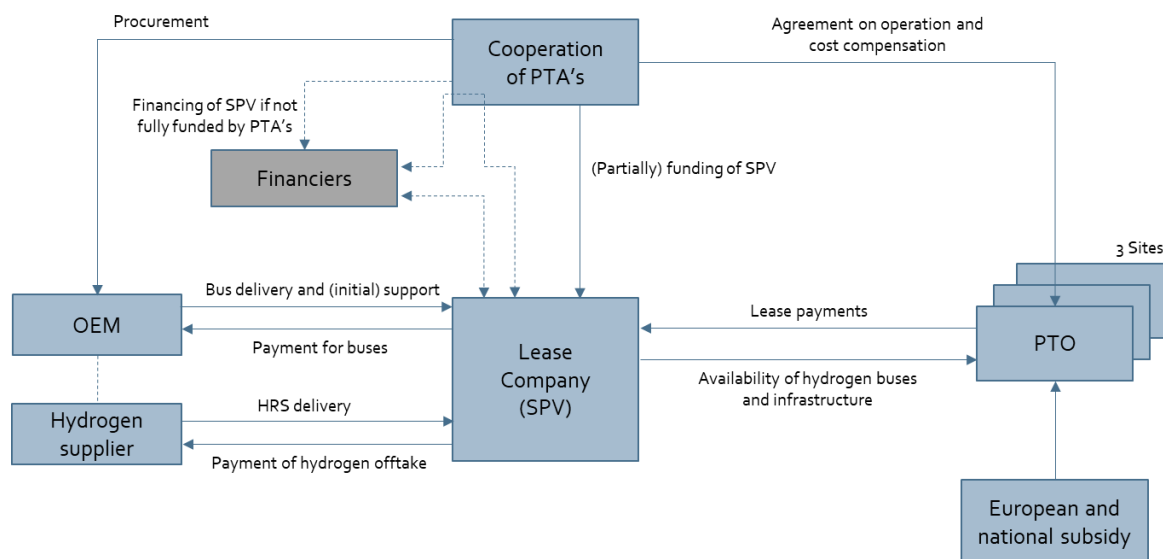 Procurement
Cooperation
of PTA's
Agreement on operation and
cost compensation
Financing of SPV if not
fully funded by PTA's
Financiers
(Partially) funding of SPV
3 Sites
OEM
Bus delivery and (initial) support
Payment for buses
Lease
Company
(SPV)
Lease payments
Availability of hydrogen buses
and infrastructure
PTO
Hydrogen
supplier
HRS delivery
Payment of hydrogen offtake
European and
national subsidy